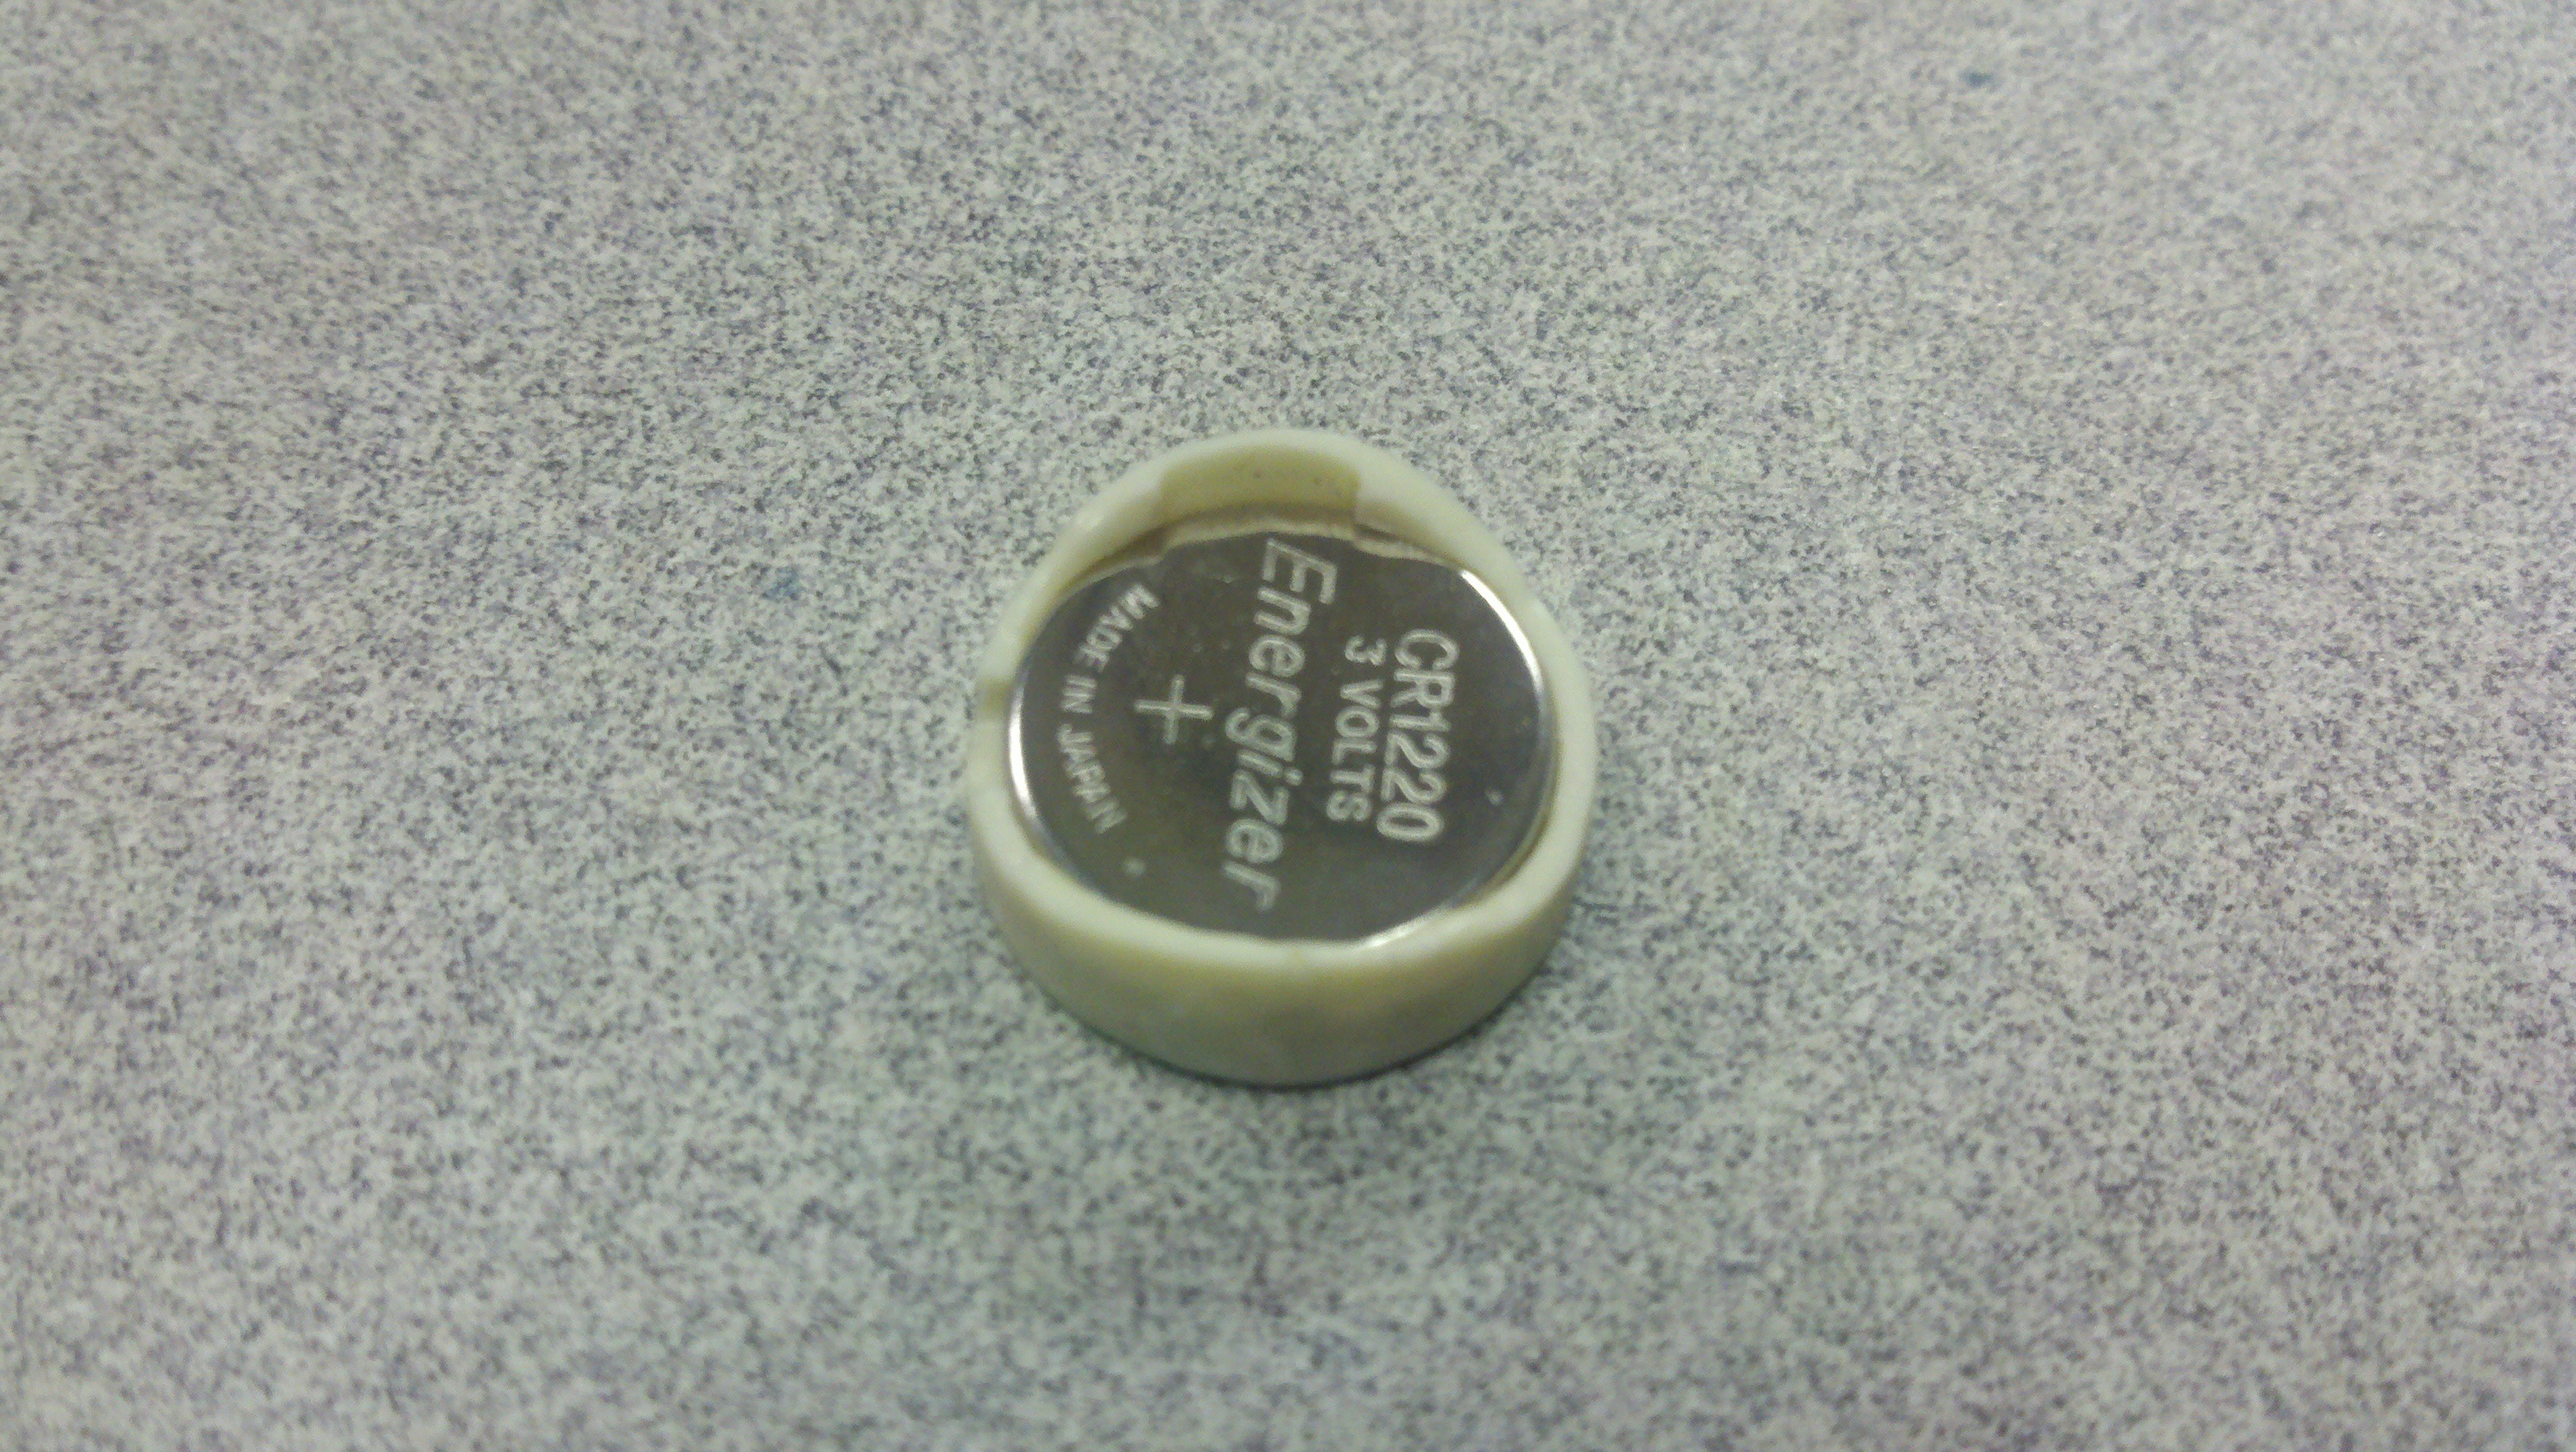 CR1220
3 VOLTS
Energizer
+
MADE IN JAPAN